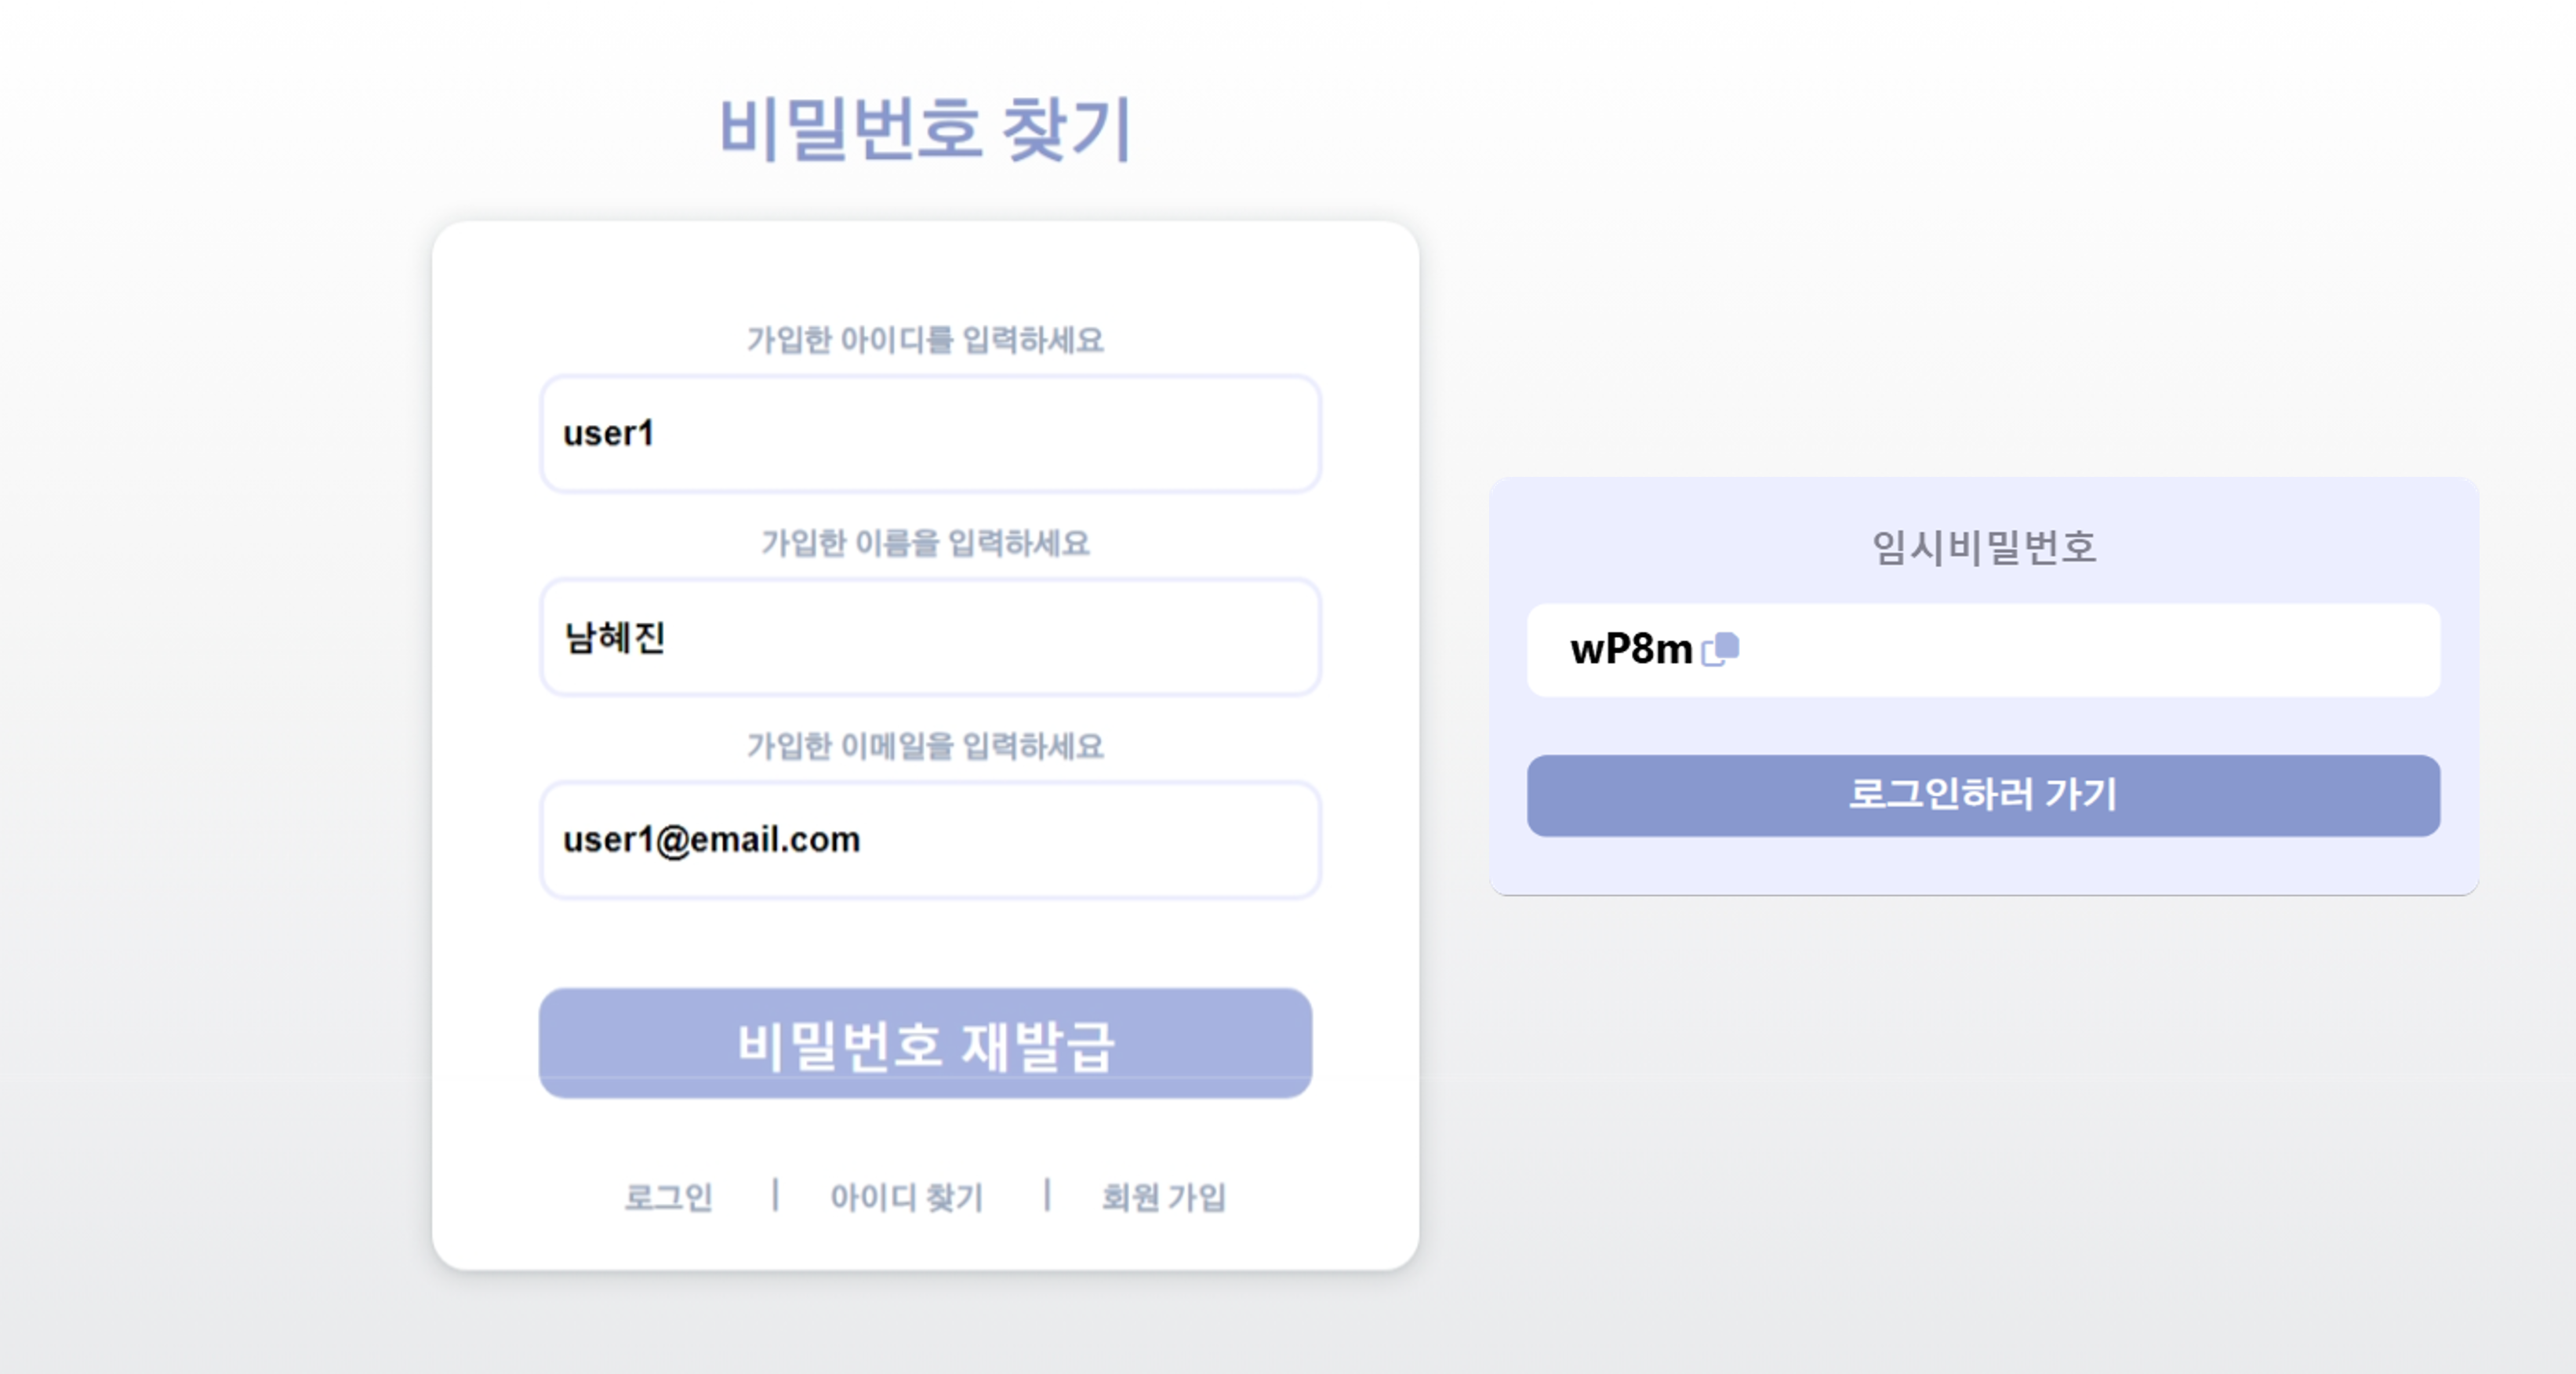 비밀번호 찾기
가입한 아이디를 입력하세요
user1
가입한 이름을 입력하세요
남혜진
가입한 이메일을 입력하세요
user1@email.com
비밀번호 재발급
로그인 | 아이디 찾기 | 회원 가입
임시비밀번호
wP8m
로그인하러 가기